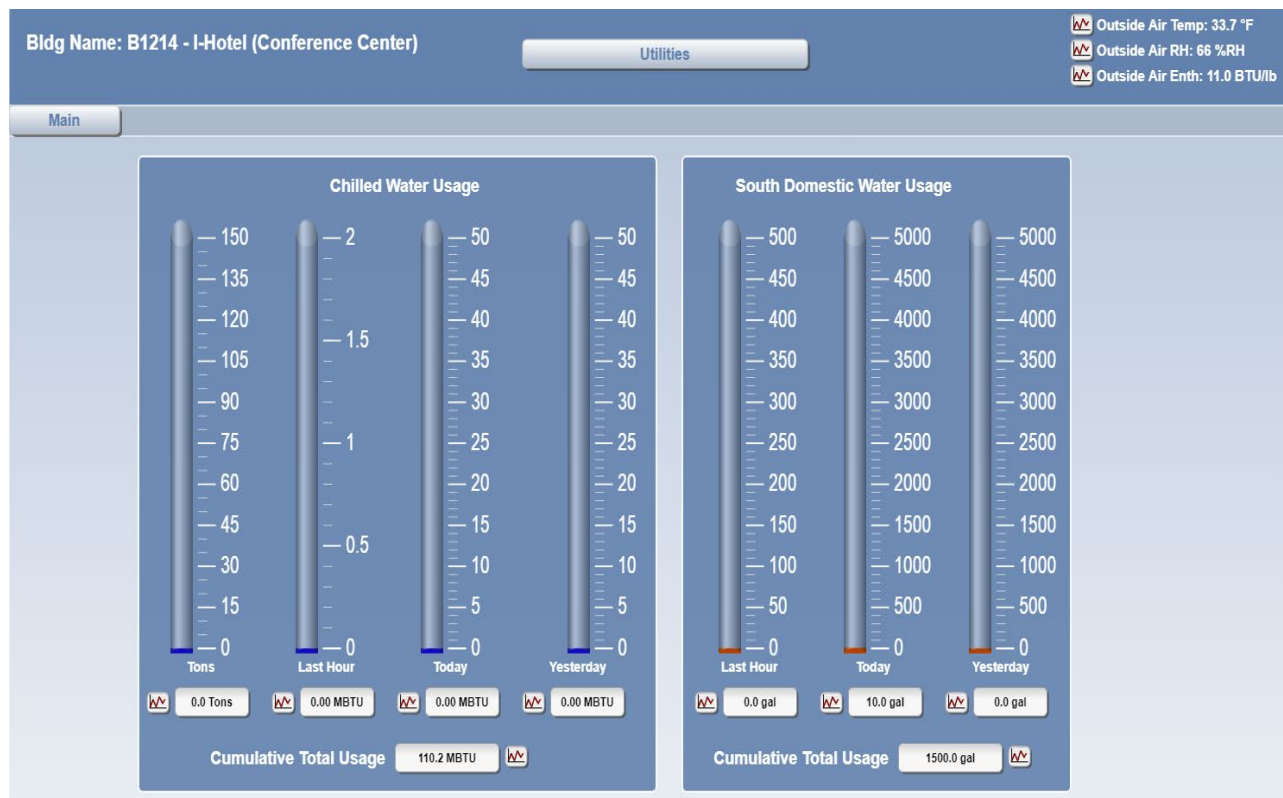 Bldg Name: B1214 - I-Hotel (Conference Center)
Utilities
Outside Air Temp: 33.7 °F
Outside Air RH: 66 %RH
Outside Air Enth: 11.0 BTU/lb
Main
Chilled Water Usage
150
135
120
105
90
75
60
45
30
15
0
Tons
0.0 Tons
2
1.5
1
0.5
0
Last Hour
0.00 MBTU
50
45
40
35
30
25
20
15
10
5
0
Today
0.00 MBTU
50
45
40
35
30
25
20
15
10
5
0
Yesterday
0.00 MBTU
Cumulative Total Usage 110.2 MBTU
South Domestic Water Usage
500
450
400
350
300
250
200
150
100
50
0
Last Hour
0.0 gal
5000
4500
4000
3500
3000
2500
2000
1500
1000
500
0
Today
10.0 gal
5000
4500
4000
3500
3000
2500
2000
1500
1000
500
0
Yesterday
0.0 gal
Cumulative Total Usage 1500.0 gal